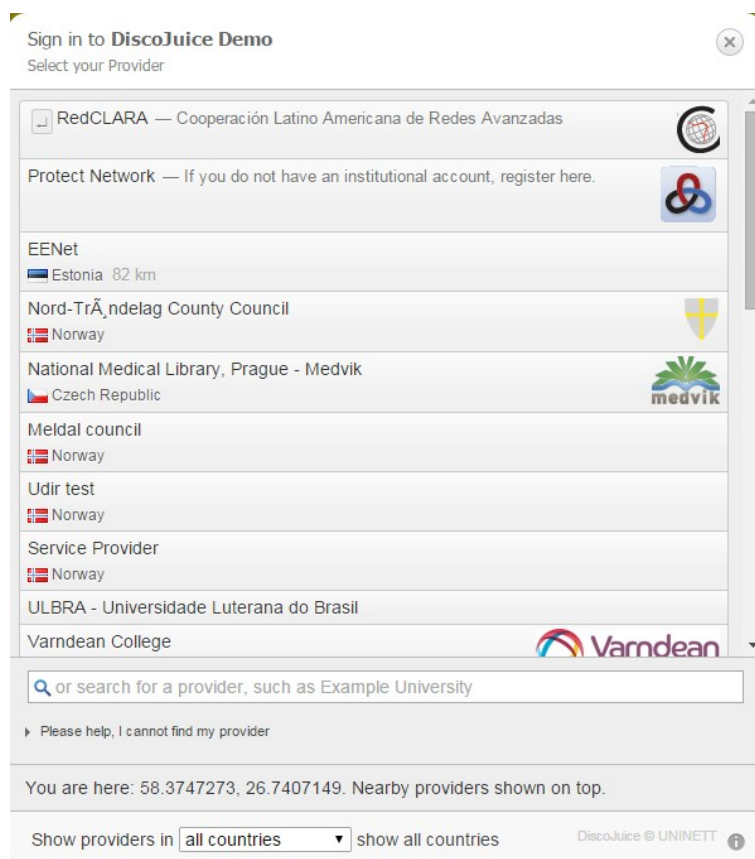 Sign in to DiscoJuice Demo
Select your Provider
RedCLARA — Cooperación Latino Americana de Redes Avanzadas
Protect Network — If you do not have an institutional account, register here.
EENet
Estonia 82 km
Nord-TrÃ¸ndelag County Council
Norway
National Medical Library, Prague - Medvik
Czech Republic
medvik
Meldal council
Norway
Udir test
Norway
Service Provider
Norway
ULBRA - Universidade Luterana do Brasil
Varndean College
Varndean
or search for a provider, such as Example University
Please help, I cannot find my provider
You are here: 58.3747273, 26.7407149. Nearby providers shown on top.
Show providers in all countries show all countries
DiscoJuice © UNINETT